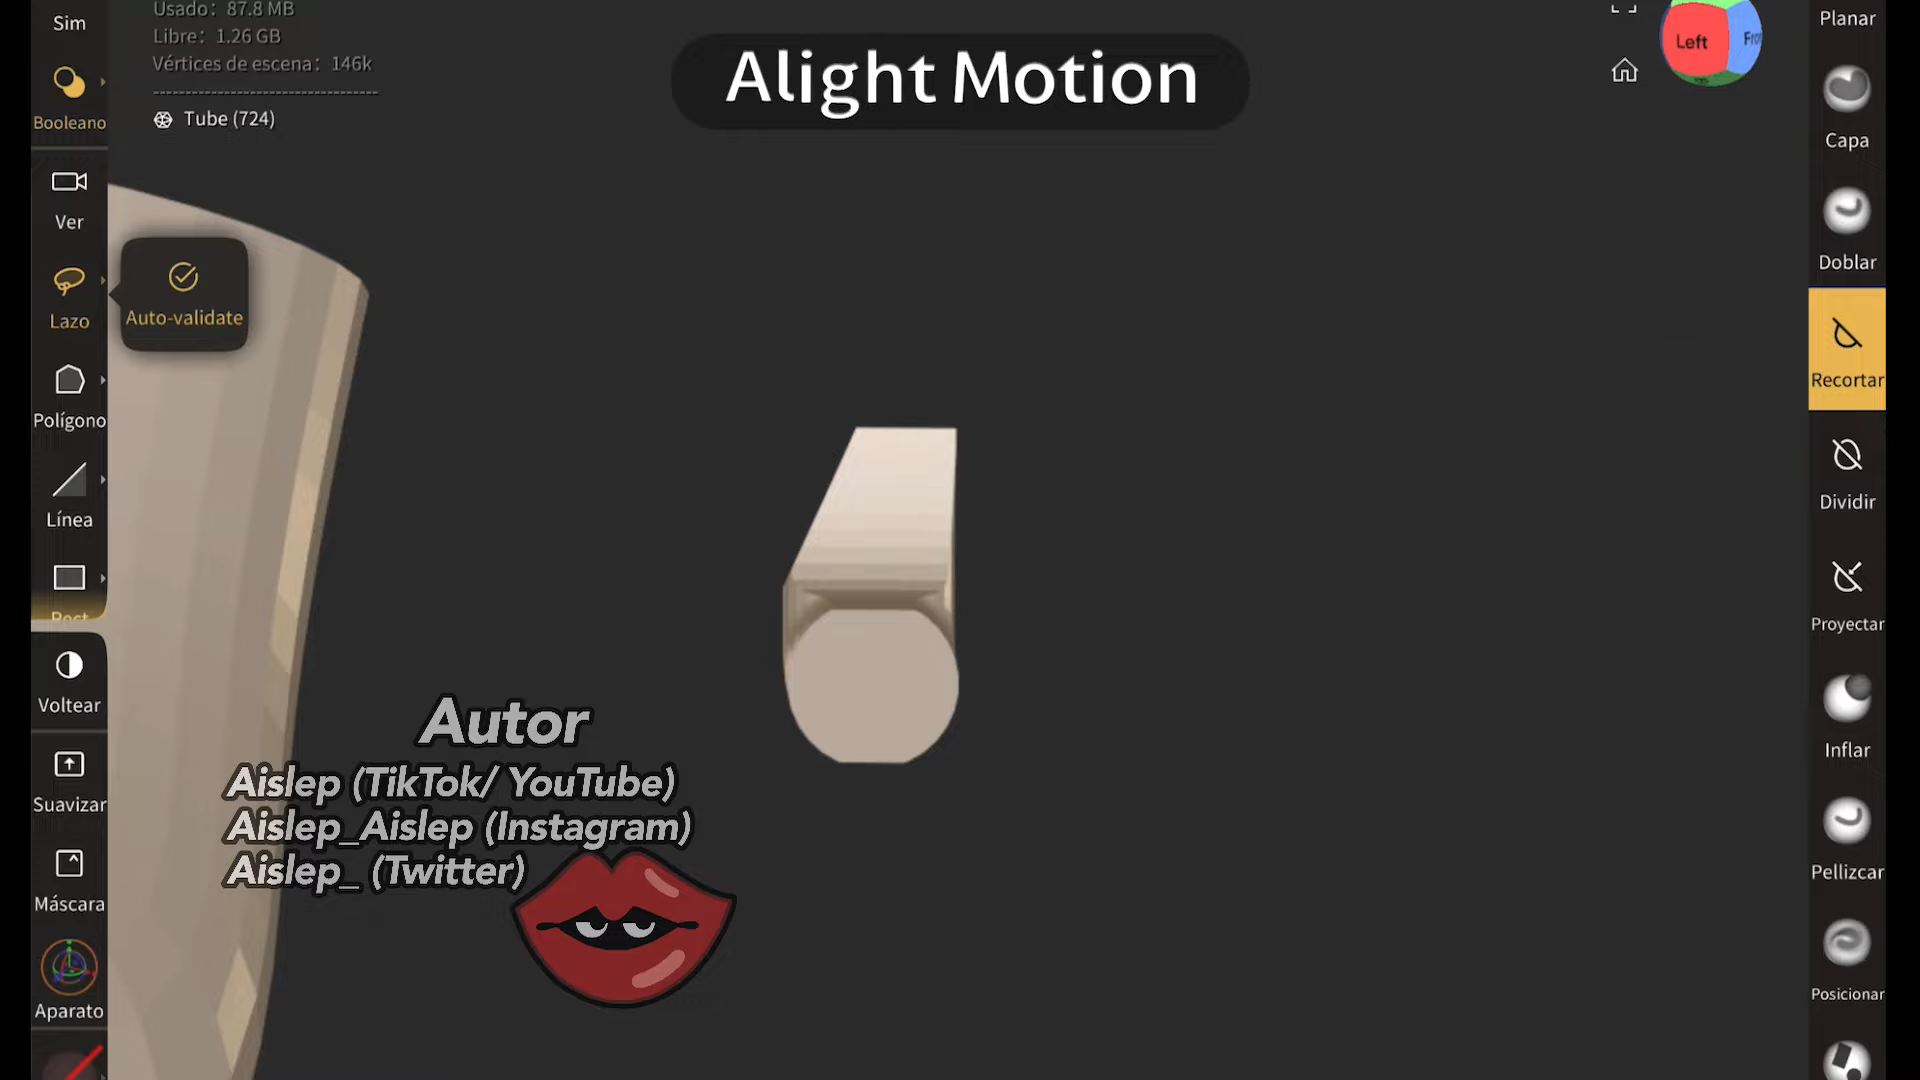 Sim
Booleano
Ver
Lazo
Auto-validate
Polígono
Línea
Rect
Voltear
Suavizar
Máscara
Aparato
Usado: 87.8 MB
Libre: 1.26 GB
Vértices de escena: 146k
Tube (724)
Alight Motion
Left
Fro
Autor
Aislep (TikTok/ YouTube)
Aislep_Aislep (Instagram)
Aislep_ (Twitter)
Planar
Capa
Doblar
Recortar
Dividir
Proyectar
Inflar
Pellizcar
Posicionar